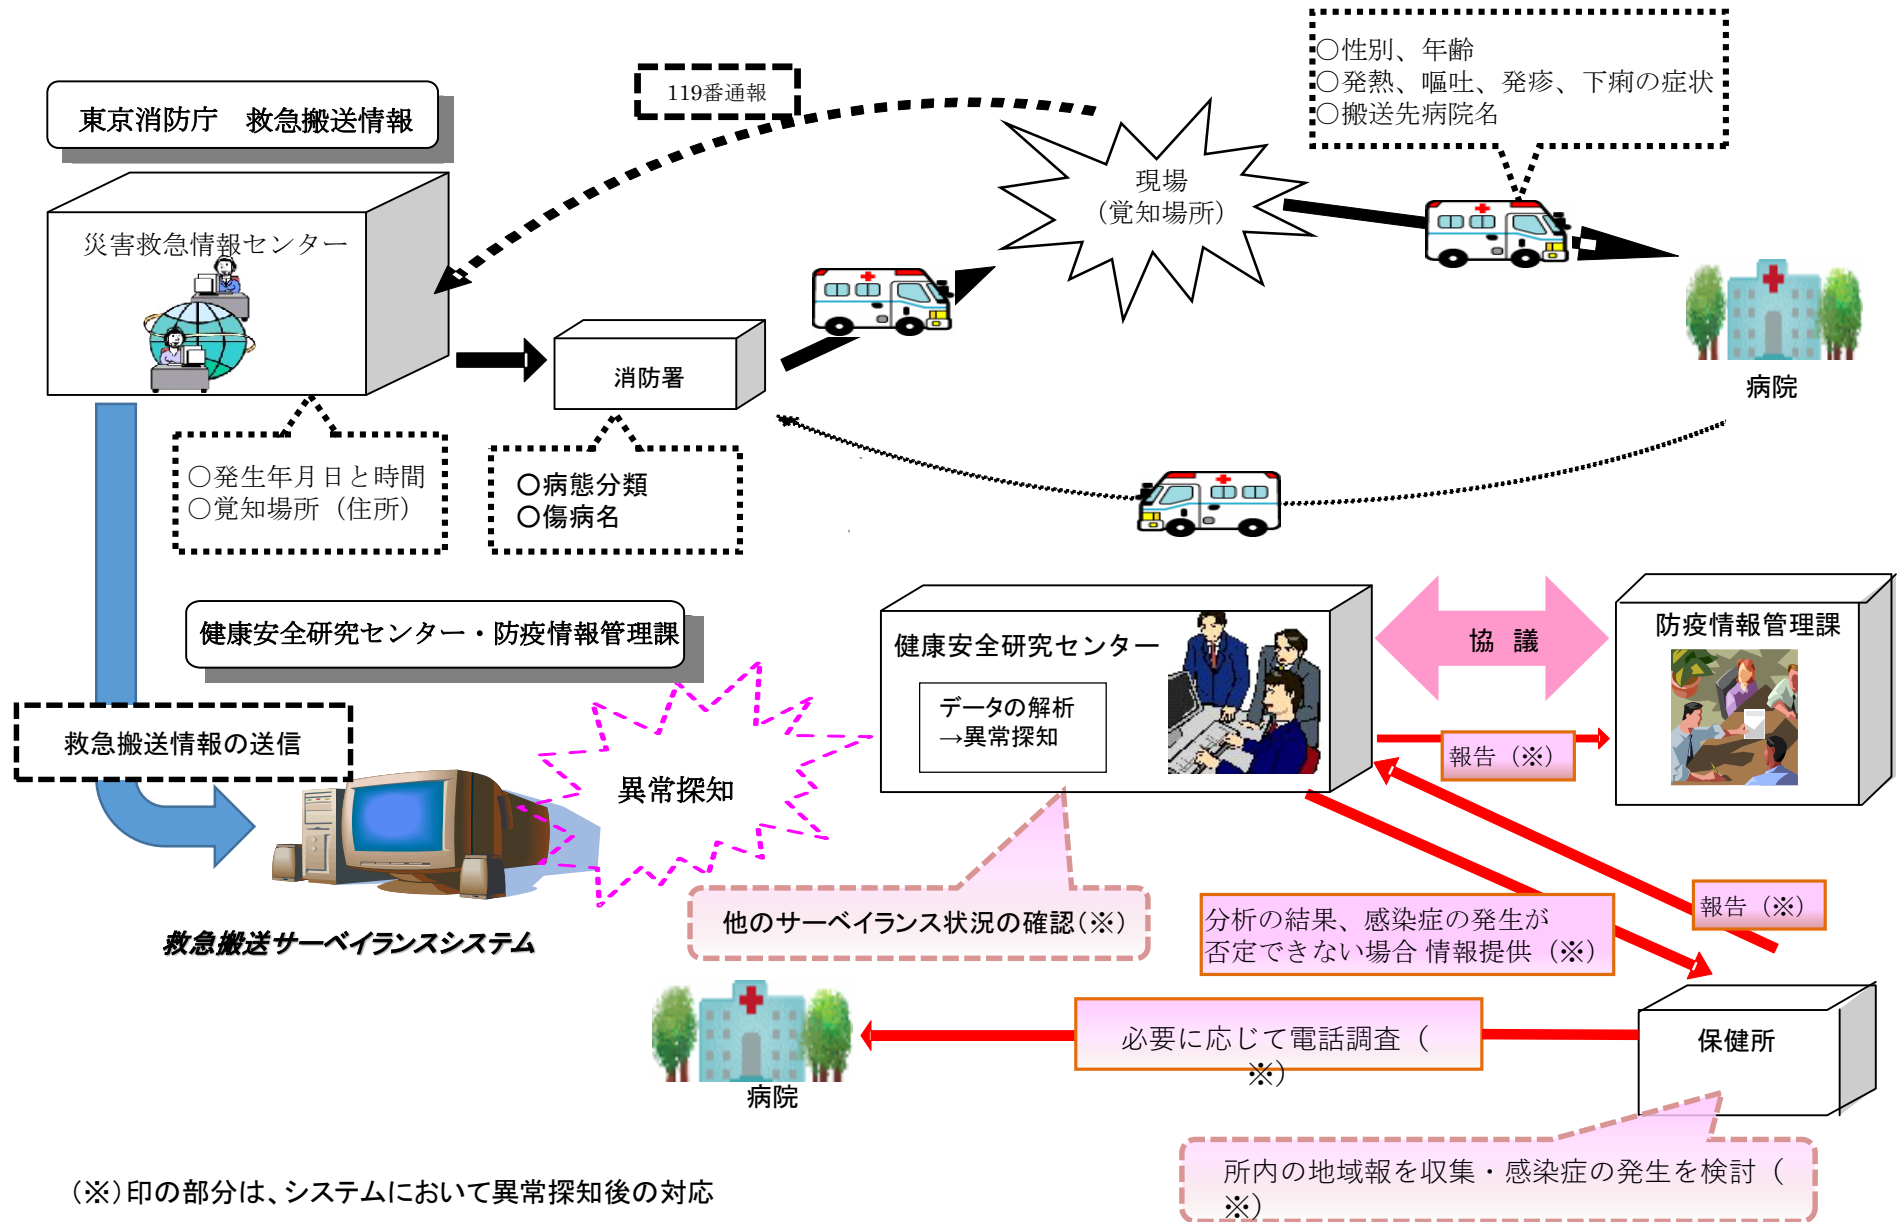 ○性別、年齢
○発熱、嘔吐、発疹、下痢の症状
○搬送先病院名
119番通報
東京消防庁　救急搬送情報
現場
（覚知場所）
災害救急情報センター
消防署
病院
○発生年月日と時間
○覚知場所（住所）
○病態分類
○傷病名
健康安全研究センター・防疫情報管理課
健康安全研究センター
データの解析
→異常探知
協　議
防疫情報管理課
救急搬送情報の送信
異常探知
報告（※）
救急搬送サーベイランスシステム
他のサーベイランス状況の確認（※）
分析の結果、感染症の発生が
否定できない場合 情報提供（※）
報告（※）
病院
必要に応じて電話調査（
※）
保健所
所内の地域報を収集・感染症の発生を検討（
※）
（※）印の部分は、システムにおいて異常探知後の対応